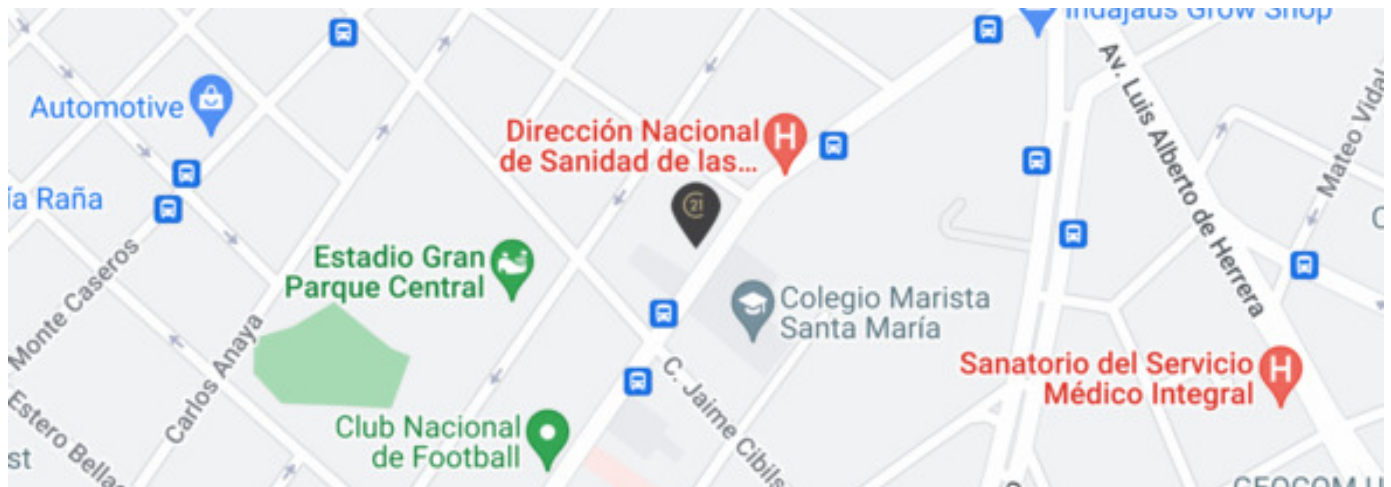 Indajaus Grow Shop
Automotive
Dirección Nacional
de Sanidad de las...
ía Raña
21
Estadio Gran
Parque Central
Colegio Marista
Santa María
Sanatorio del Servicio
Médico Integral
Club Nacional
de Football
Monte Caseros
Carlos Anaya
Estero Bellac
C. Jaime Cibils
Av. Luis Alberto de Herrera
Mateo Vidal
st
H
H